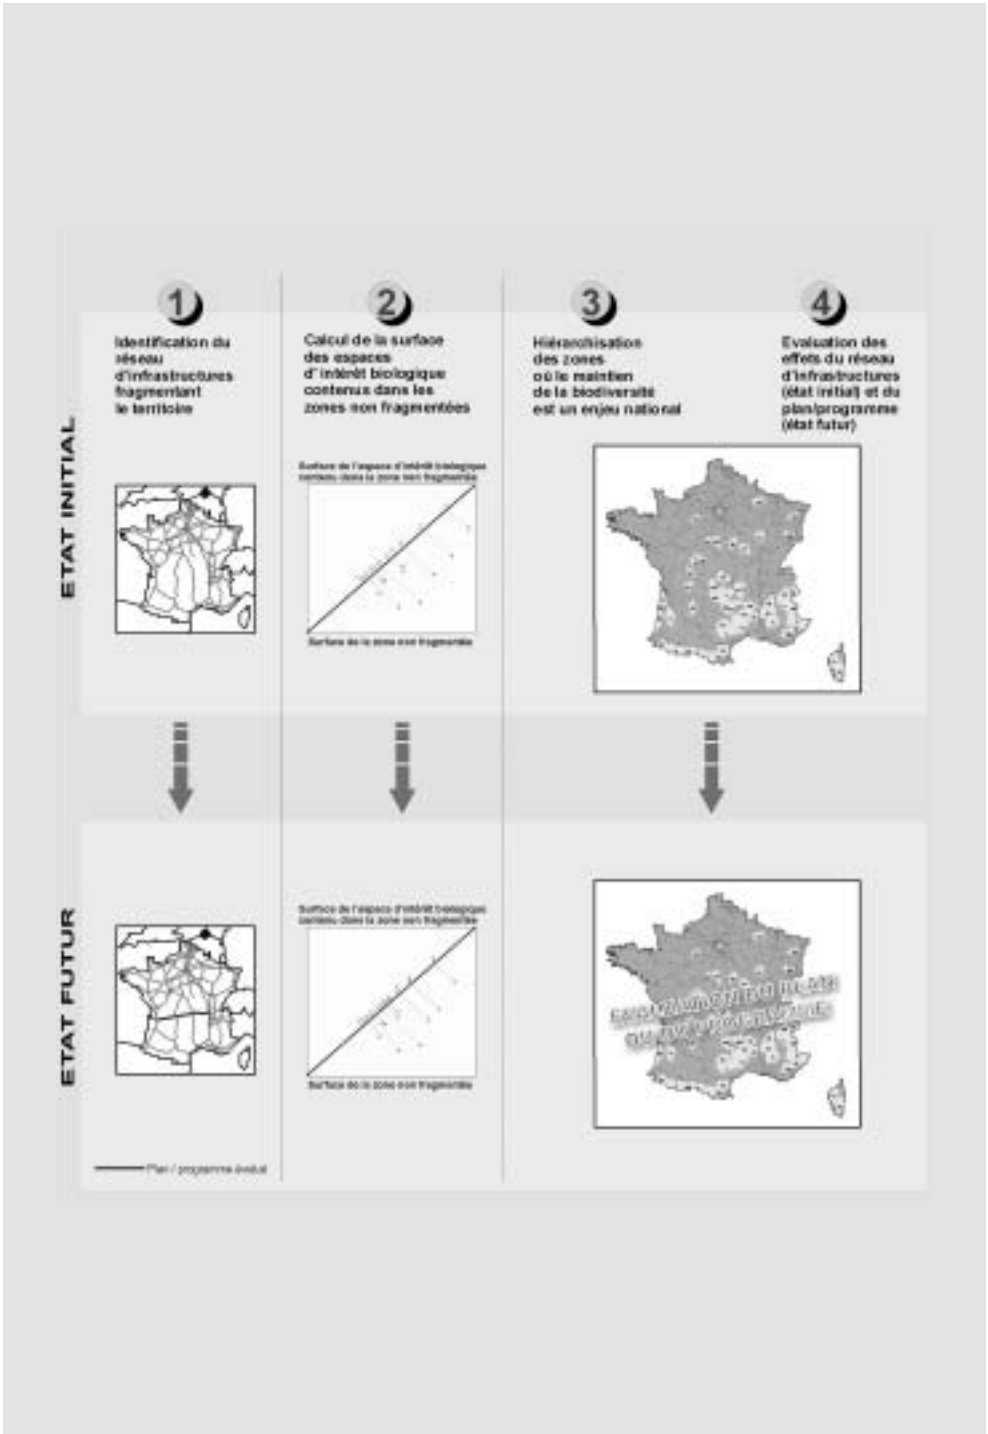 1
Identification du
réseau
d'infrastructures
fragmentant
le territoire
2
Calcul de la surface
des espaces
d' intérêt biologique
contenus dans les
zones non fragmentées
3
Hiérarchisation
des zones
où le maintien
de la biodiversité
est un enjeu national
4
Evaluation des
effets du réseau
d'infrastructures
(état initial) et du
plan/programme
(état futur)
ETAT INITIAL
Surface de l'espace d'intérêt biologique
contenu dans la zone non fragmentée
Surface de la zone non fragmentée
ETAT FUTUR
Surface de l'espace d'intérêt biologique
contenu dans la zone non fragmentée
Surface de la zone non fragmentée
DU PLAN
Plan / programme évalué